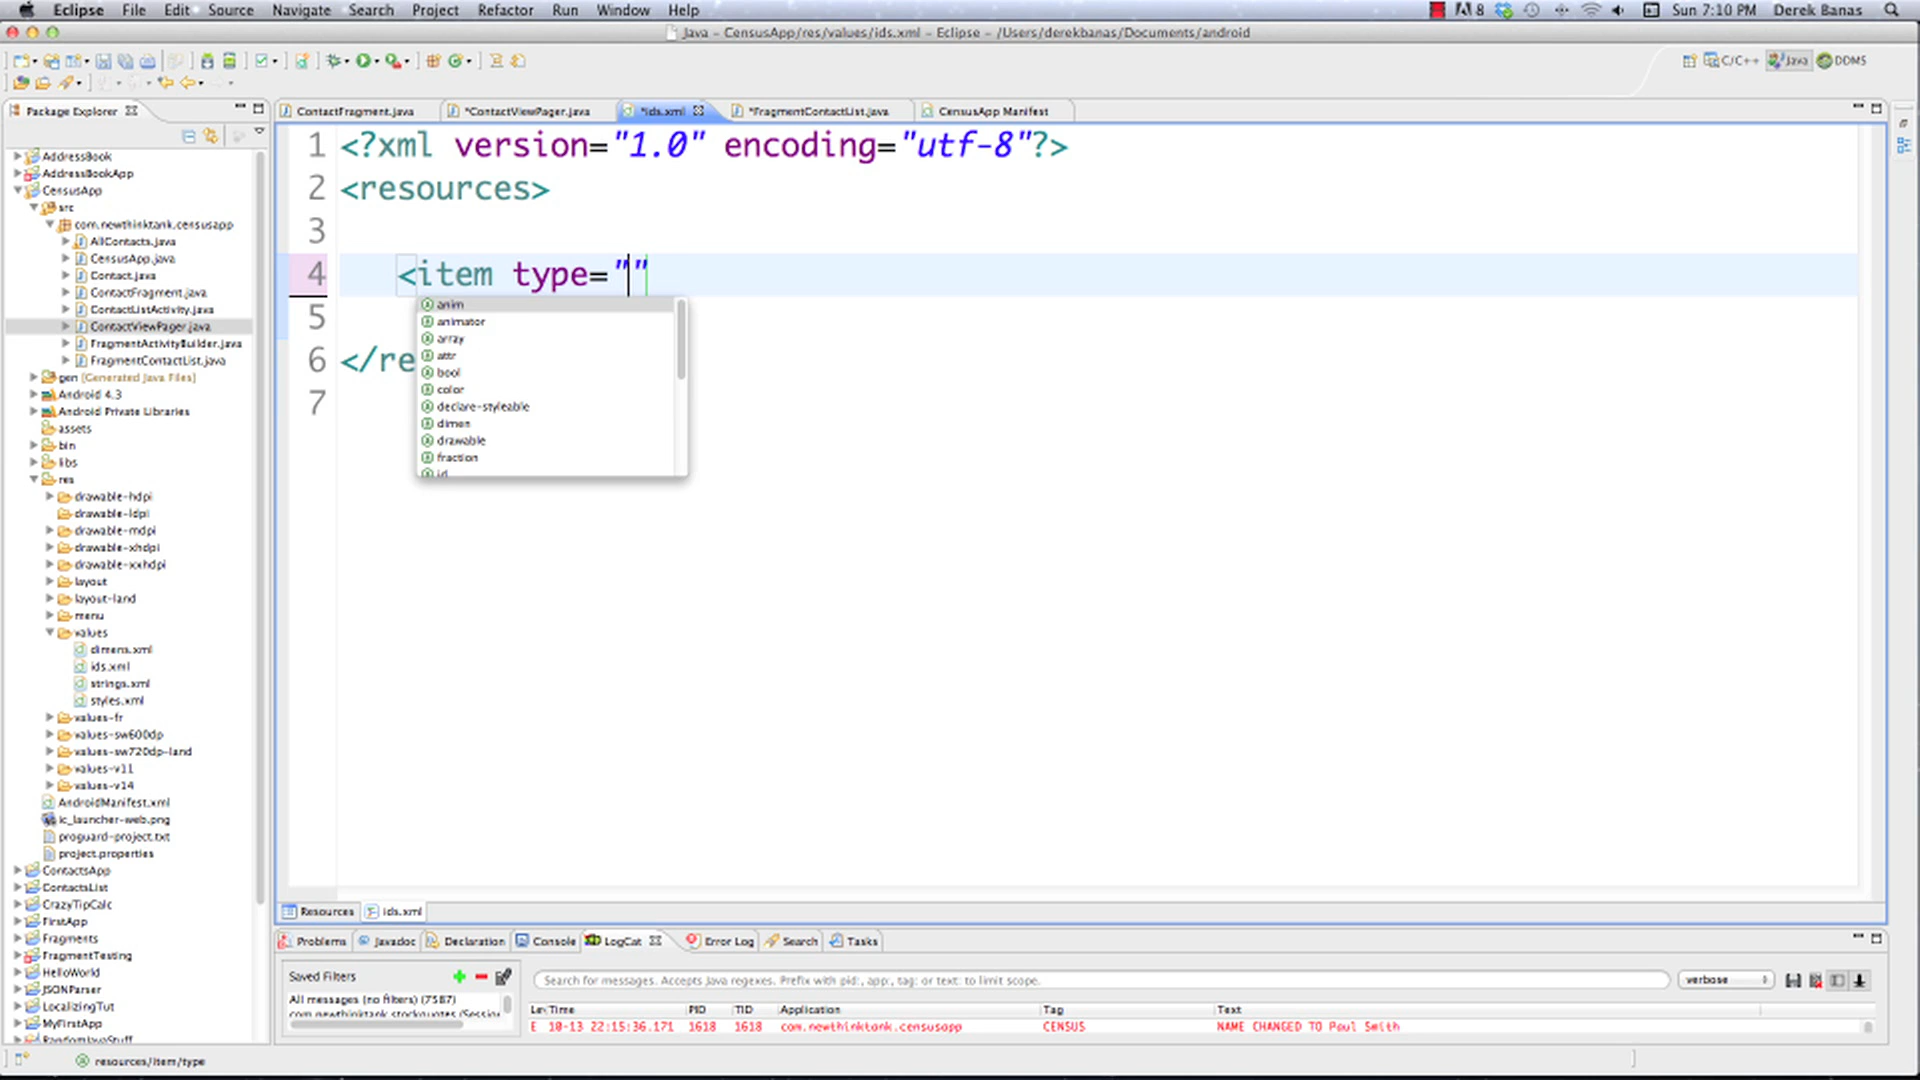 Eclipse File Edit Source Navigate Search Project Refactor Run Window Help
8 Sun 7:10 PM Derek Banas
Java - CensusApp/res/values/ids.xml - Eclipse - /Users/derekbanas/Documents/android
C/C++ Java DDMS
Package Explorer
ContactFragment.java *ContactViewPager.java *ids.xml *FragmentContactList.java CensusApp Manifest
AddressBook
AddressBookApp
CensusApp
src
com.newthinktank.censusapp
AllContacts.java
CensusApp.java
Contact.java
ContactFragment.java
ContactListActivity.java
ContactViewPager.java
FragmentActivityBuilder.java
FragmentContactList.java
gen [Generated Java Files]
Android 4.3
Android Private Libraries
assets
bin
libs
res
drawable-hdpi
drawable-ldpi
drawable-mdpi
drawable-xhdpi
drawable-xxhdpi
layout
layout-land
menu
values
dimens.xml
ids.xml
strings.xml
styles.xml
values-fr
values-sw600dp
values-sw720dp-land
values-v11
values-v14
AndroidManifest.xml
ic_launcher-web.png
proguard-project.txt
project.properties
ContactsApp
ContactsList
CrazyTipCalc
FirstApp
Fragments
FragmentTesting
HelloWorld
JSONParser
LocalizingTut
MyFirstApp
RandomJavaStuff
1 <?xml version="1.0" encoding="utf-8"?>
2 <resources>
3
4 <item type=""
5
6 </re
7
anim
animator
array
attr
bool
color
declare-styleable
dimen
drawable
fraction
id
Resources ids.xml
Problems Javadoc Declaration Console LogCat Error Log Search Tasks
Saved Filters
All messages (no filters) (7587)
com.newthinktank.stockquotes (Session
Search for messages. Accepts Java regexes. Prefix with pid:, app:, tag: or text: to limit scope.
verbose
Le Time PID TID Application Tag Text
E 10-13 22:15:36.171 1618 1618 com.newthinktank.censusapp CENSUS NAME CHANGED TO Paul Smith
resources/item/type